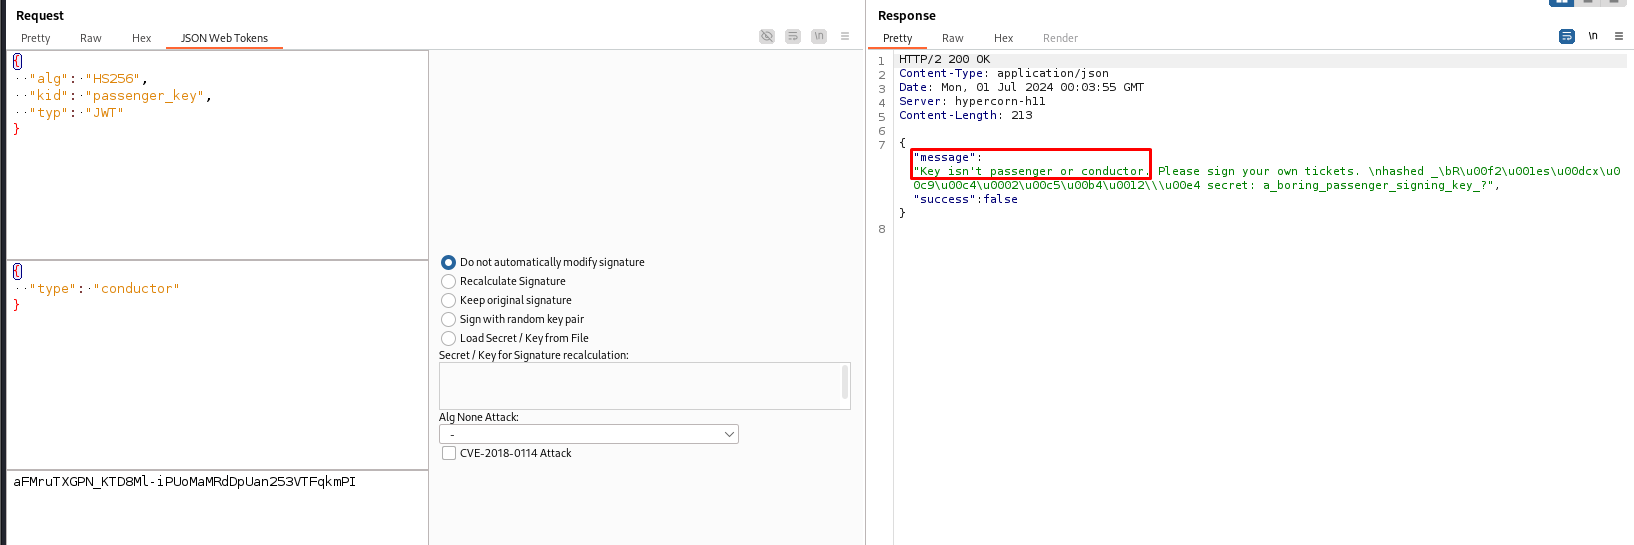 Request
Pretty Raw Hex JSON Web Tokens
\n
{
"alg": "HS256",
"kid": "passenger_key",
"typ": "JWT"
}
{
"type": "conductor"
}
aFMruTXGPN_KTD8Ml-iPUoMaMRdDpUan253VTFqkmPI
Do not automatically modify signature
Recalculate Signature
Keep original signature
Sign with random key pair
Load Secret / Key from File
Secret / Key for Signature recalculation:
Alg None Attack:
-
CVE-2018-0114 Attack
Response
Pretty Raw Hex Render
\n
1 HTTP/2 200 OK
2 Content-Type: application/json
3 Date: Mon, 01 Jul 2024 00:03:55 GMT
4 Server: hypercorn-h11
5 Content-Length: 213
6
7 {
"message":
"Key isn't passenger or conductor. Please sign your own tickets. \nhashed _\bR\u00f2\u001es\u00dcx\u0
0c9\u00c4\u0002\u00c5\u00b4\u0012\\\u00e4 secret: a_boring_passenger_signing_key_?",
"success":false
}
8